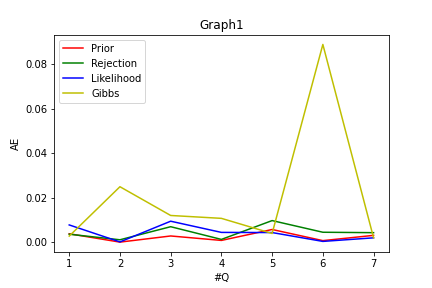 Graph1
Prior
Rejection
Likelihood
Gibbs
0.08
0.06
0.04
0.02
0.00
AE
1 2 3 4 5 6 7
#Q